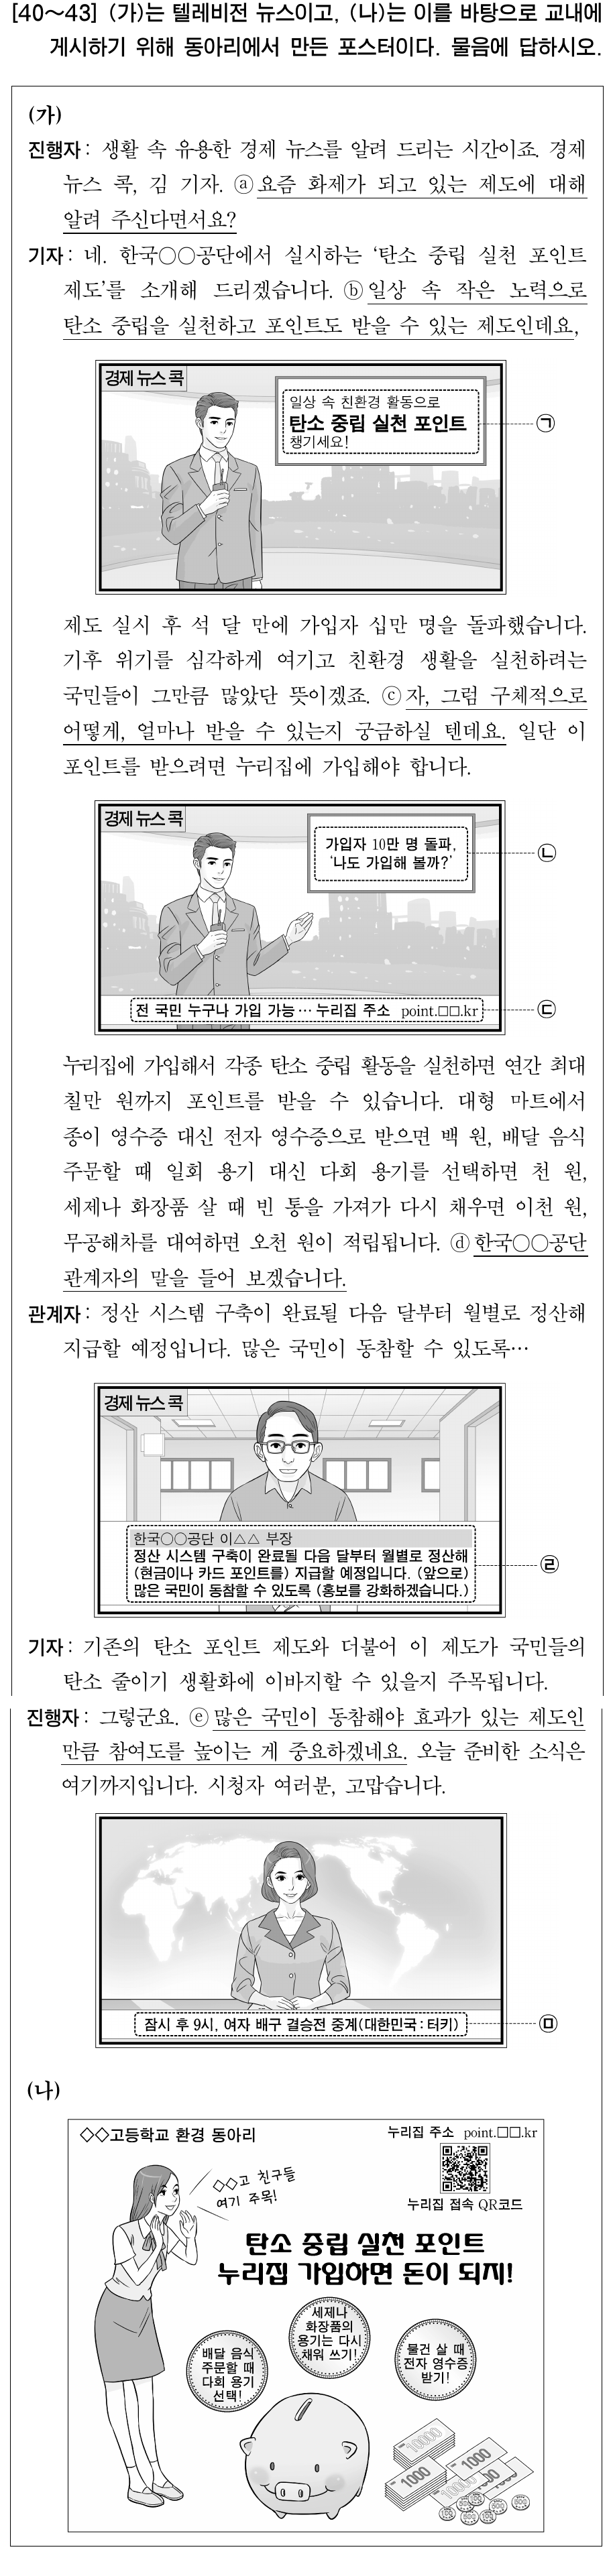 [40～43] (가)는 텔레비전 뉴스이고, (나)는 이를 바탕으로 교내에
게시하기 위해 동아리에서 만든 포스터이다. 물음에 답하시오.
(가)
진행자 : 생활 속 유용한 경제 뉴스를 알려 드리는 시간이죠. 경제
뉴스 콕, 김 기자. ⓐ요즘 화제가 되고 있는 제도에 대해
알려 주신다면서요?
기자 : 네. 한국○○공단에서 실시하는 ‘탄소 중립 실천 포인트
제도’를 소개해 드리겠습니다. ⓑ일상 속 작은 노력으로
탄소 중립을 실천하고 포인트도 받을 수 있는 제도인데요,
경제 뉴스 콕
일상 속 친환경 활동으로
탄소 중립 실천 포인트
챙기세요!
㉠
제도 실시 후 석 달 만에 가입자 십만 명을 돌파했습니다.
기후 위기를 심각하게 여기고 친환경 생활을 실천하려는
국민들이 그만큼 많았단 뜻이겠죠. ⓒ자, 그럼 구체적으로
어떻게, 얼마나 받을 수 있는지 궁금하실 텐데요. 일단 이
포인트를 받으려면 누리집에 가입해야 합니다.
경제 뉴스 콕
가입자 10만 명 돌파,
‘나도 가입해 볼까?’
㉡
전 국민 누구나 가입 가능… 누리집 주소 point.□□.kr
㉢
누리집에 가입해서 각종 탄소 중립 활동을 실천하면 연간 최대
칠만 원까지 포인트를 받을 수 있습니다. 대형 마트에서
종이 영수증 대신 전자 영수증으로 받으면 백 원, 배달 음식
주문할 때 일회 용기 대신 다회 용기를 선택하면 천 원,
세제나 화장품 살 때 빈 통을 가져가 다시 채우면 이천 원,
무공해차를 대여하면 오천 원이 적립됩니다. ⓓ한국○○공단
관계자의 말을 들어 보겠습니다.
관계자 : 정산 시스템 구축이 완료될 다음 달부터 월별로 정산해
지급할 예정입니다. 많은 국민이 동참할 수 있도록…
경제 뉴스 콕
한국○○공단 이△△ 부장
정산 시스템 구축이 완료될 다음 달부터 월별로 정산해
(현금이나 카드 포인트를) 지급할 예정입니다. (앞으로)
많은 국민이 동참할 수 있도록 (홍보를 강화하겠습니다.)
㉣
기자 : 기존의 탄소 포인트 제도와 더불어 이 제도가 국민들의
탄소 줄이기 생활화에 이바지할 수 있을지 주목됩니다.
진행자 : 그렇군요. ⓔ많은 국민이 동참해야 효과가 있는 제도인
만큼 참여도를 높이는 게 중요하겠네요. 오늘 준비한 소식은
여기까지입니다. 시청자 여러분, 고맙습니다.
잠시 후 9시, 여자 배구 결승전 중계(대한민국 : 터키)
㉤
(나)
◇◇고등학교 환경 동아리
누리집 주소 point.□□.kr
누리집 접속 QR코드
◇◇고 친구들
여기 주목!
탄소 중립 실천 포인트
누리집 가입하면 돈이 되지!
배달 음식
주문할 때
다회 용기
선택!
세제나
화장품의
용기는 다시
채워 쓰기!
물건 살 때
전자 영수증
받기!
10000
1000
1000
10000
500